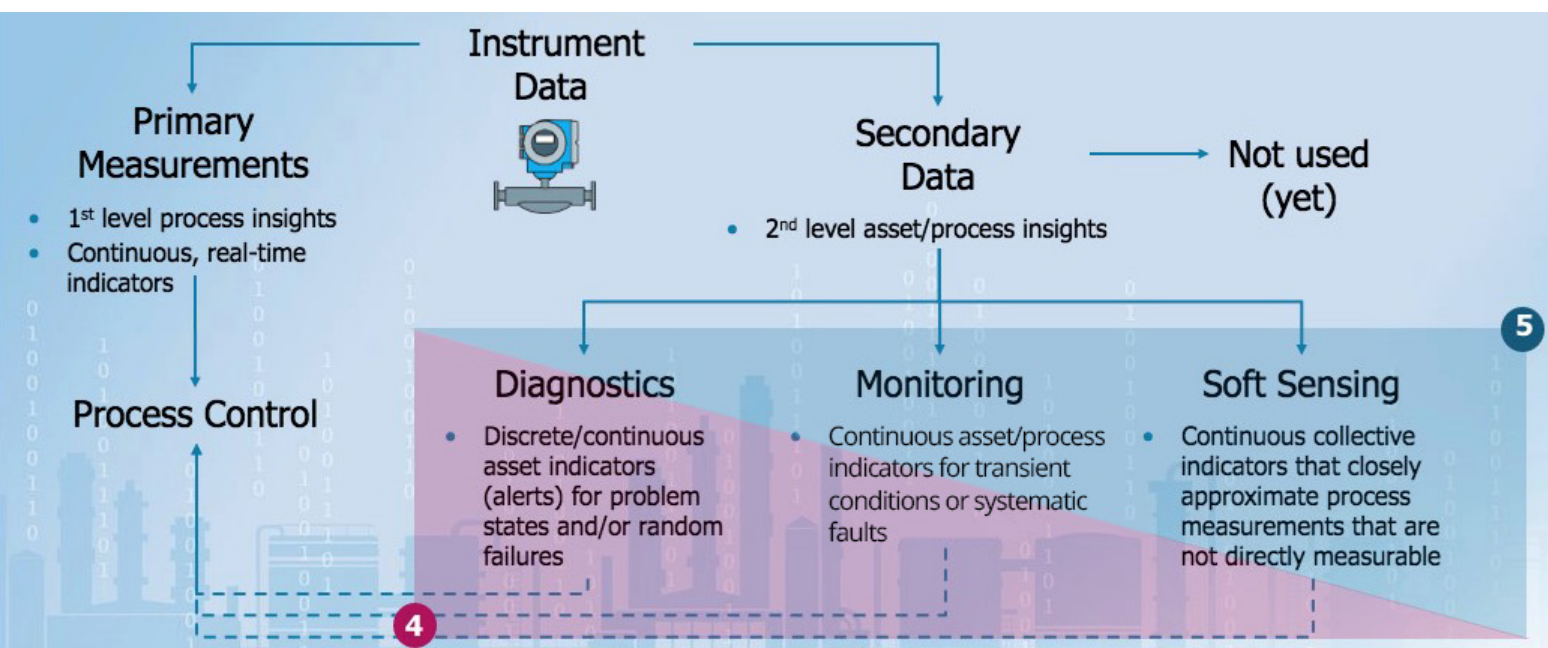 Instrument
Data
Primary
Measurements
• 1st level process insights
• Continuous, real-time
indicators
Process Control
Secondary
Data
• 2nd level asset/process insights
Not used
(yet)
5
Diagnostics
• Discrete/continuous
asset indicators
(alerts) for problem
states and/or random
failures
Monitoring
• Continuous asset/process
indicators for transient
conditions or systematic
faults
Soft Sensing
• Continuous collective
indicators that closely
approximate process
measurements that are
not directly measurable
4